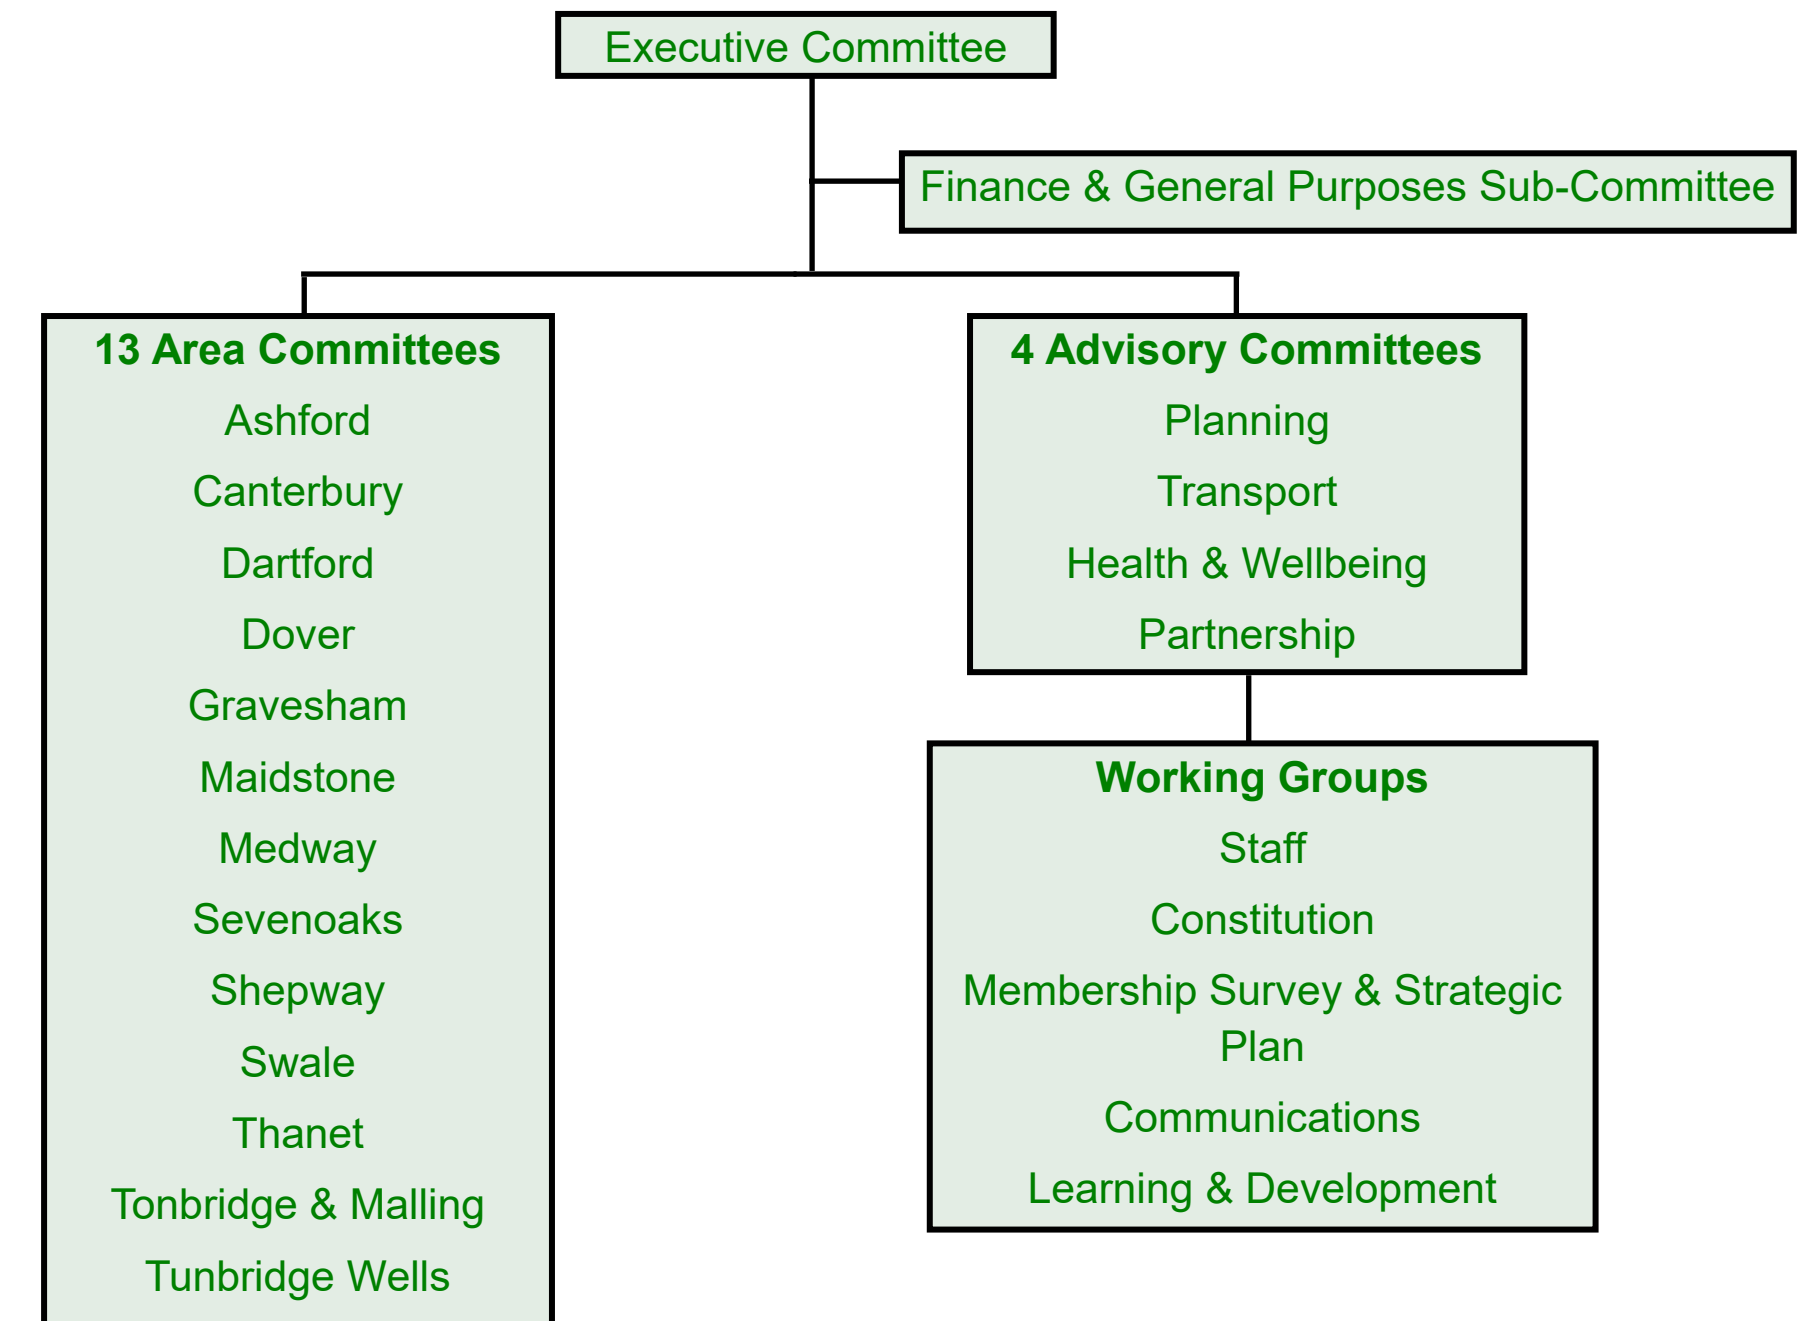 Executive Committee
Finance & General Purposes Sub-Committee
13 Area Committees
Ashford
Canterbury
Dartford
Dover
Gravesham
Maidstone
Medway
Sevenoaks
Shepway
Swale
Thanet
Tonbridge & Malling
Tunbridge Wells
4 Advisory Committees
Planning
Transport
Health & Wellbeing
Partnership
Working Groups
Staff
Constitution
Membership Survey & Strategic
Plan
Communications
Learning & Development